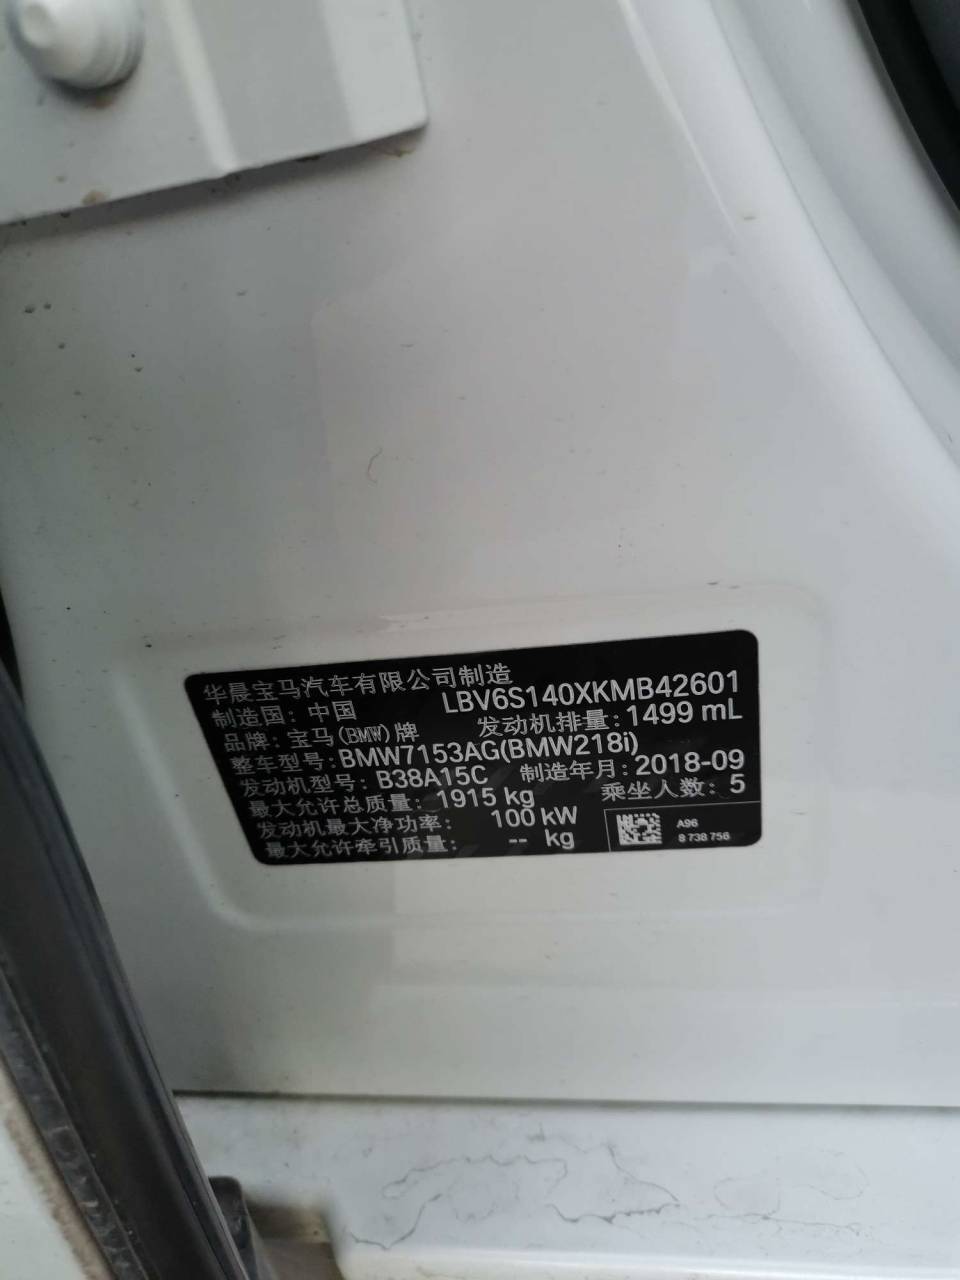 华晨宝马汽车有限公司制造
制造国：中国 LBV6S140XKMB42601
品牌：宝马(BMW)牌 发动机排量：1499 mL
整车型号：BMW7153AG(BMW218i)
发动机型号：B38A15C 制造年月：2018-09
最大允许总质量：1915 kg 乘坐人数：5
发动机最大净功率： 100 kW
最大允许牵引质量： -- kg
A96
8 738 756